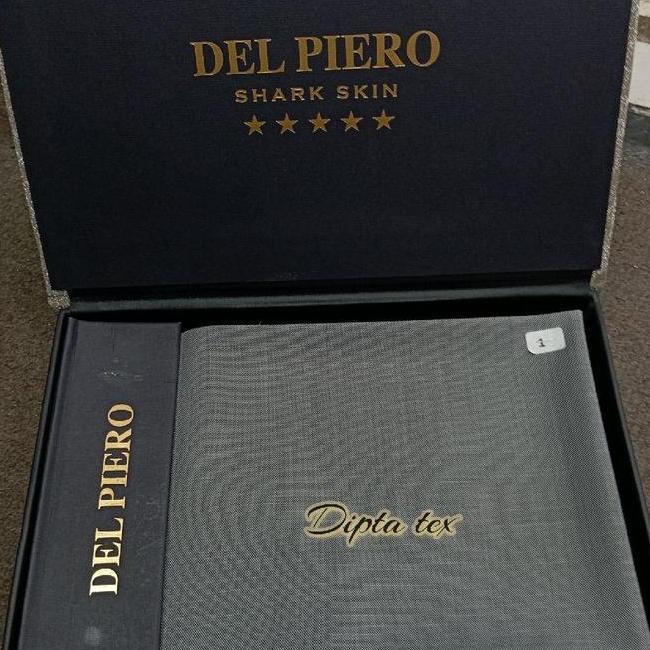 DEL PIERO
SHARK SKIN
★★★★★
1
DEL PIERO
Dipta tex